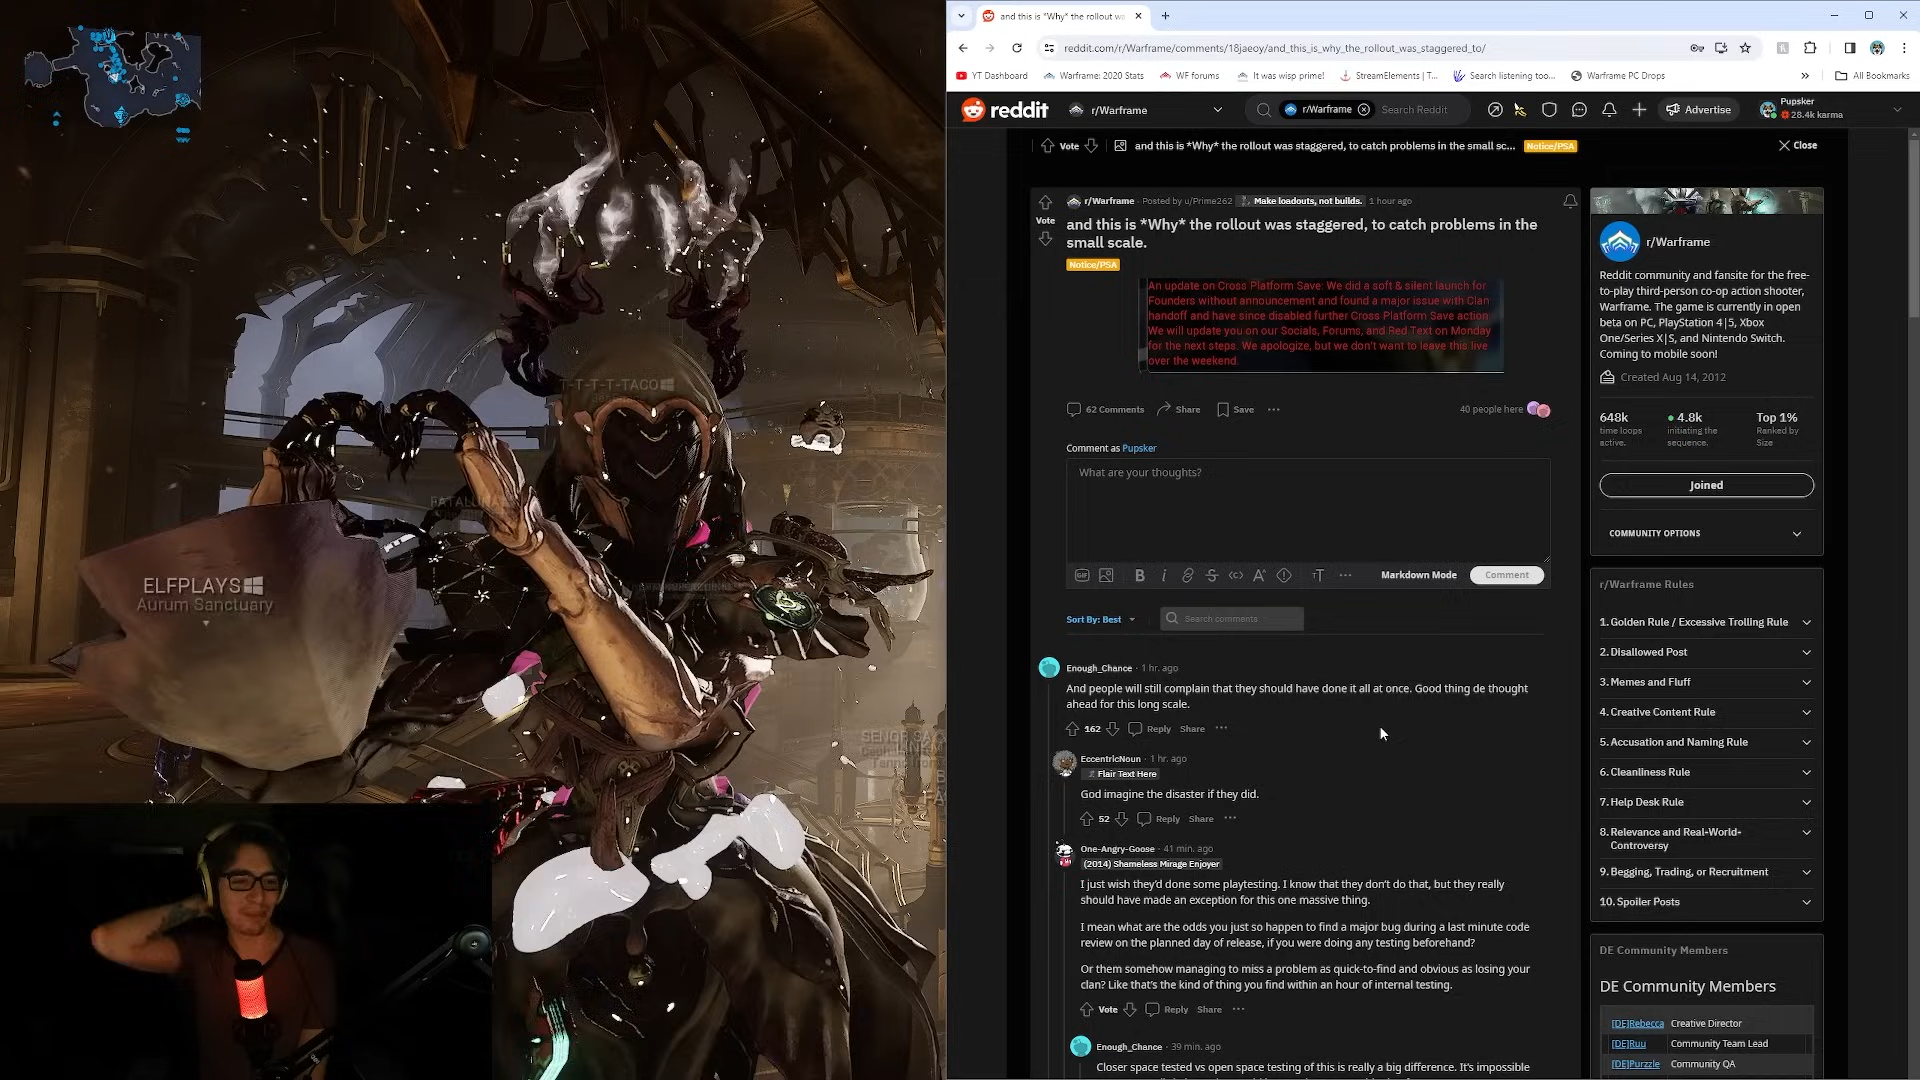 T-T-T-T-TACO
ELFPLAYS
Aurum Sanctuary
and this is *Why* the rollout wa
reddit.com/r/Warframe/comments/18jaeoy/and_this_is_why_the_rollout_was_staggered_to/
YT Dashboard
Warframe: 2020 Stats
WF forums
It was wisp prime!
StreamElements | T...
Search listening too...
Warframe PC Drops
»
All Bookmarks
reddit
r/Warframe
r/Warframe
Search Reddit
Advertise
Pupsker
28.4k karma
Vote
and this is *Why* the rollout was staggered, to catch problems in the small sc...
Notice/PSA
Close
r/Warframe · Posted by u/Prime262
Make loadouts, not builds.
1 hour ago
Vote
and this is *Why* the rollout was staggered, to catch problems in the
small scale.
Notice/PSA
An update on Cross Platform Save: We did a soft & silent launch for
Founders without announcement and found a major issue with Clan
handoff and have since disabled further Cross Platform Save action
We will update you on our Socials, Forums, and Red Text on Monday
for the next steps. We apologize, but we don't want to leave this live
over the weekend.
62 Comments
Share
Save
40 people here
Comment as Pupsker
What are your thoughts?
Markdown Mode
Comment
Sort By: Best
Search comments
Enough_Chance · 1 hr. ago
And people will still complain that they should have done it all at once. Good thing de thought
ahead for this long scale.
162
Reply
Share
EccentricNoun · 1 hr. ago
Flair Text Here
God imagine the disaster if they did.
52
Reply
Share
One-Angry-Goose · 41 min. ago
(2014) Shameless Mirage Enjoyer
I just wish they'd done some playtesting. I know that they don't do that, but they really
should have made an exception for this one massive thing.
I mean what are the odds you just so happen to find a major bug during a last minute code
review on the planned day of release, if you were doing any testing beforehand?
Or them somehow managing to miss a problem as quick-to-find and obvious as losing your
clan? Like that's the kind of thing you find within an hour of internal testing.
Vote
Reply
Share
Enough_Chance · 39 min. ago
Closer space tested vs open space testing of this is really a big difference. It's impossible
r/Warframe
Reddit community and fansite for the free-
to-play third-person co-op action shooter,
Warframe. The game is currently in open
beta on PC, PlayStation 4|5, Xbox
One/Series X|S, and Nintendo Switch.
Coming to mobile soon!
Created Aug 14, 2012
648k
4.8k
Top 1%
time loops
initiating the
Ranked by
active.
sequence.
Size
Joined
COMMUNITY OPTIONS
r/Warframe Rules
1. Golden Rule / Excessive Trolling Rule
2. Disallowed Post
3. Memes and Fluff
4. Creative Content Rule
5. Accusation and Naming Rule
6. Cleanliness Rule
7. Help Desk Rule
8. Relevance and Real-World-
Controversy
9. Begging, Trading, or Recruitment
10. Spoiler Posts
DE Community Members
DE Community Members
[DE]Rebecca Creative Director
[DE]Ruu Community Team Lead
[DE]Purzzle Community QA